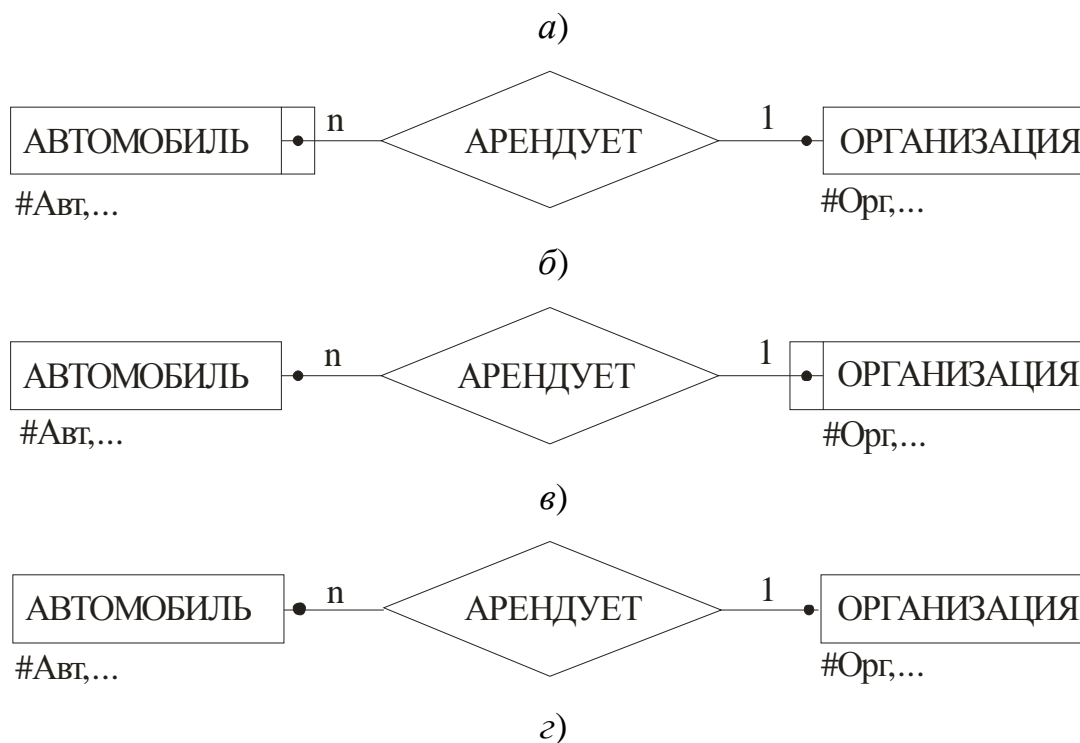 а)
АВТОМОБИЛЬ n АРЕНДУЕТ 1 ОРГАНИЗАЦИЯ
#Авт,... #Орг,...
б)
АВТОМОБИЛЬ n АРЕНДУЕТ 1 ОРГАНИЗАЦИЯ
#Авт,... #Орг,...
в)
АВТОМОБИЛЬ n АРЕНДУЕТ 1 ОРГАНИЗАЦИЯ
#Авт,... #Орг,...
г)